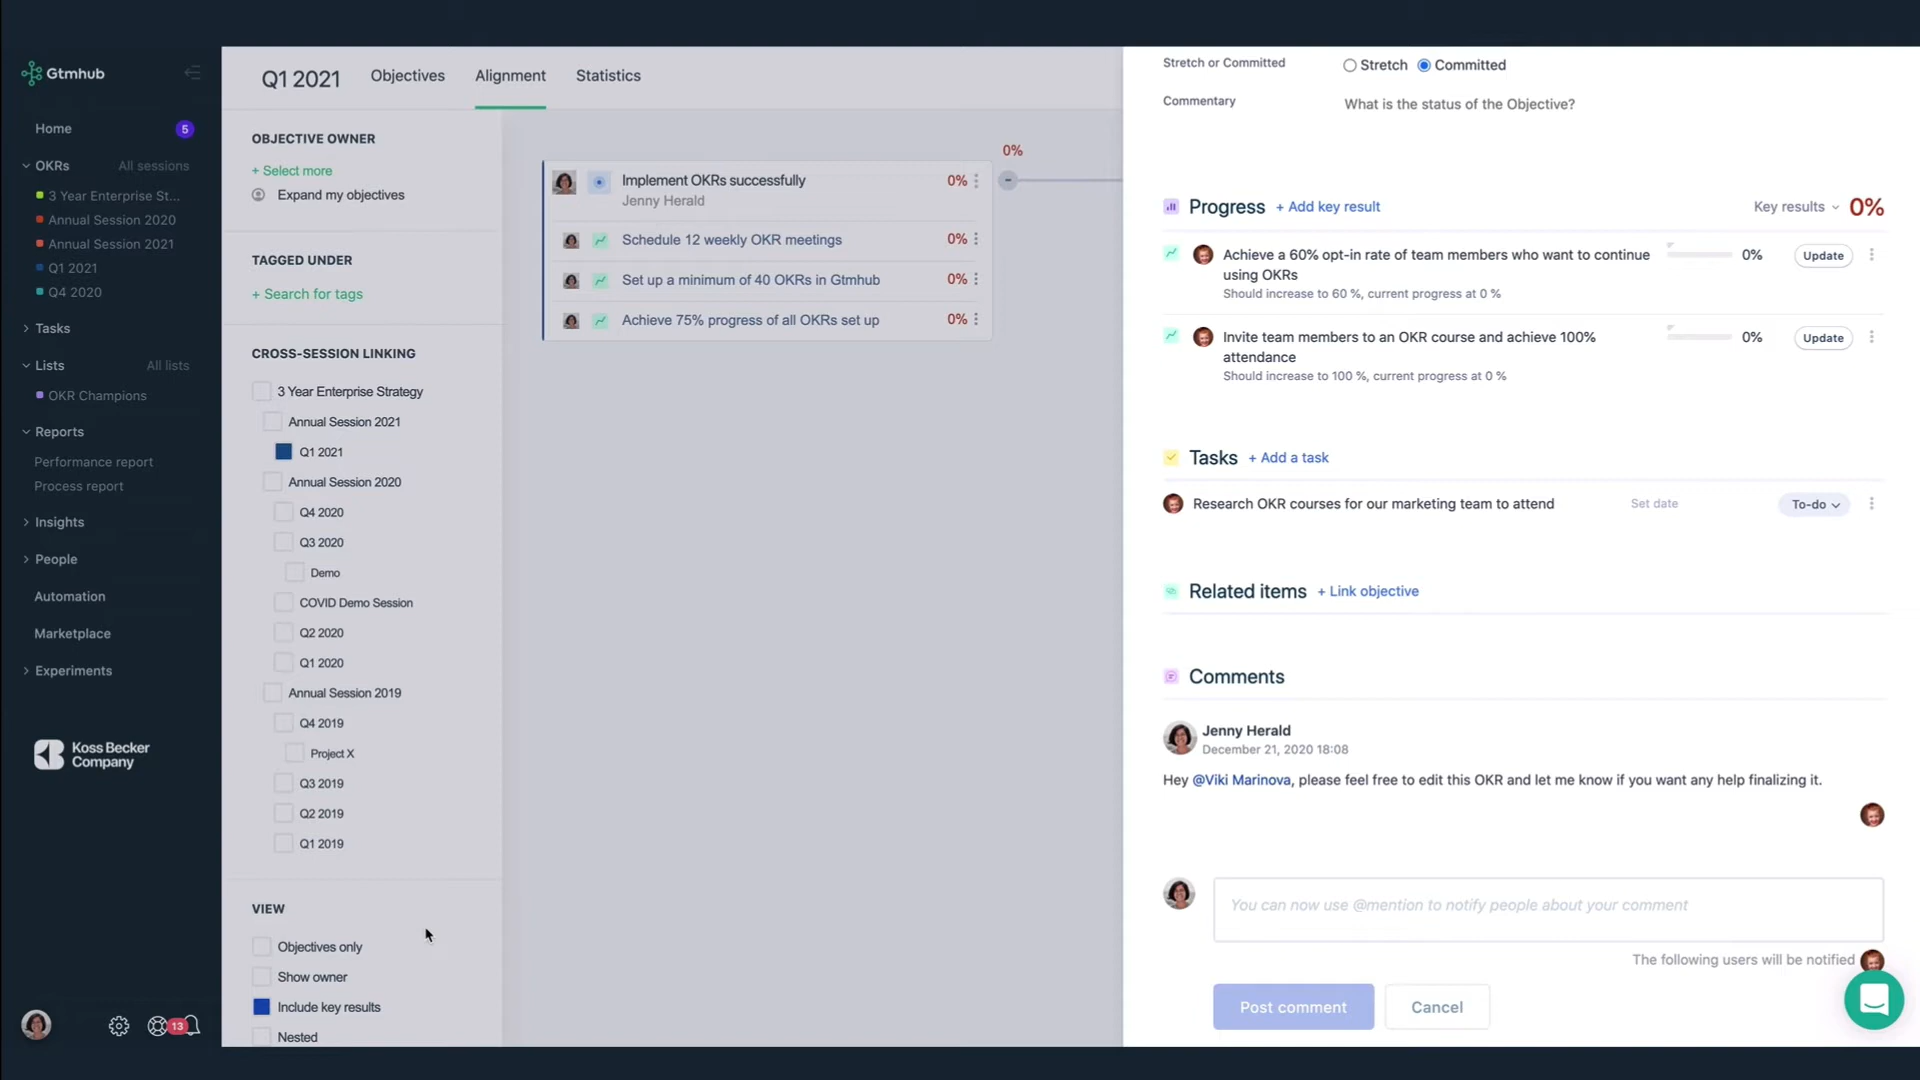 Gtmhub
Home
5
OKRs
All sessions
3 Year Enterprise St...
Annual Session 2020
Annual Session 2021
Q1 2021
Q4 2020
Tasks
Lists
All lists
OKR Champions
Reports
Performance report
Process report
Insights
People
Automation
Marketplace
Experiments
Koss Becker
Company
13
Q1 2021
Objectives
Alignment
Statistics
OBJECTIVE OWNER
+ Select more
Expand my objectives
TAGGED UNDER
+ Search for tags
CROSS-SESSION LINKING
3 Year Enterprise Strategy
Annual Session 2021
Q1 2021
Annual Session 2020
Q4 2020
Q3 2020
Demo
COVID Demo Session
Q2 2020
Q1 2020
Annual Session 2019
Q4 2019
Project X
Q3 2019
Q2 2019
Q1 2019
VIEW
Objectives only
Show owner
Include key results
Nested
0%
Implement OKRs successfully
0%
Jenny Herald
Schedule 12 weekly OKR meetings
0%
Set up a minimum of 40 OKRs in Gtmhub
0%
Achieve 75% progress of all OKRs set up
0%
Stretch or Committed
Stretch
Committed
Commentary
What is the status of the Objective?
Progress
+ Add key result
Key results
0%
Achieve a 60% opt-in rate of team members who want to continue
using OKRs
Should increase to 60 %, current progress at 0 %
0%
Update
Invite team members to an OKR course and achieve 100%
attendance
Should increase to 100 %, current progress at 0 %
0%
Update
Tasks
+ Add a task
Research OKR courses for our marketing team to attend
Set date
To-do
Related items
+ Link objective
Comments
Jenny Herald
December 21, 2020 18:08
Hey @Viki Marinova, please feel free to edit this OKR and let me know if you want any help finalizing it.
You can now use @mention to notify people about your comment
The following users will be notified
Post comment
Cancel